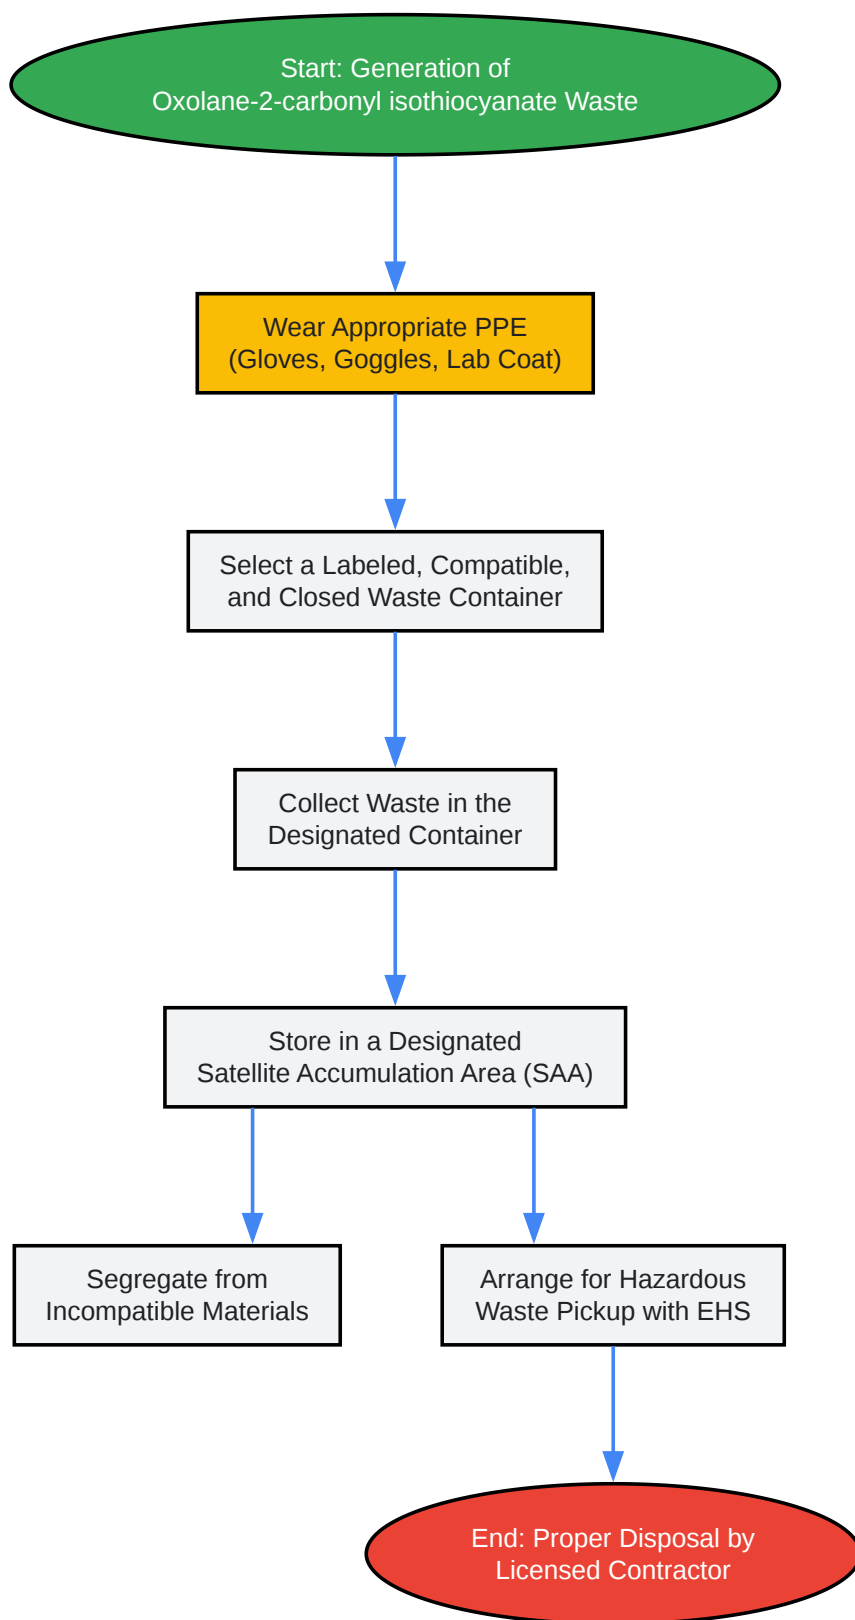 Start: Generation of
Oxolane-2-carbonyl isothiocyanate Waste
Wear Appropriate PPE
(Gloves, Goggles, Lab Coat)
Select a Labeled, Compatible,
and Closed Waste Container
Collect Waste in the
Designated Container
Store in a Designated
Satellite Accumulation Area (SAA)
Segregate from
Incompatible Materials
Arrange for Hazardous
Waste Pickup with EHS
End: Proper Disposal by
Licensed Contractor